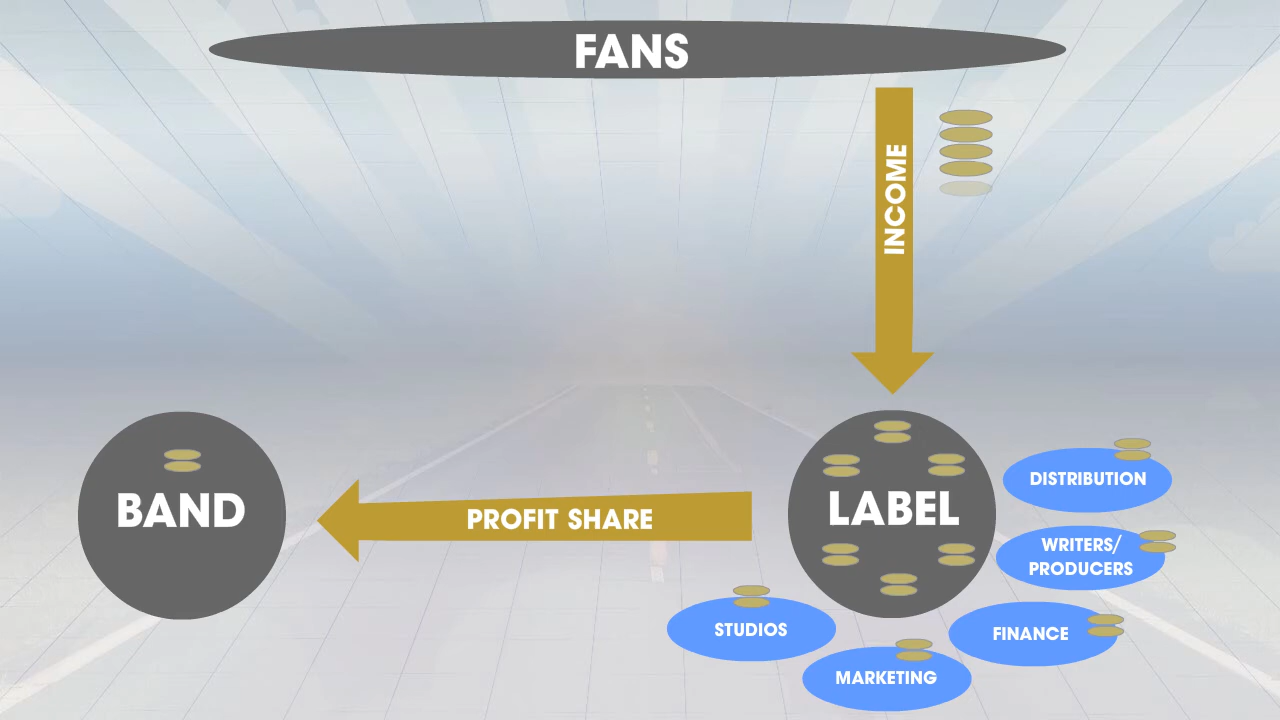 FANS
INCOME
BAND
PROFIT SHARE
LABEL
DISTRIBUTION
WRITERS/
PRODUCERS
STUDIOS
FINANCE
MARKETING